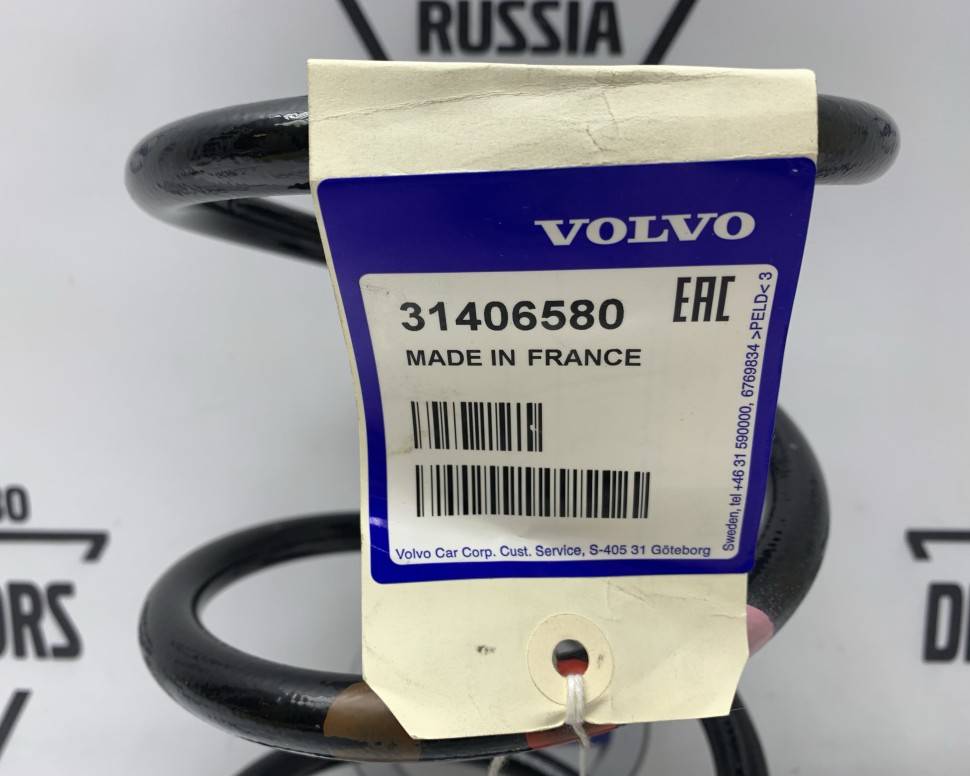 RUSSIA
VOLVO
31406580
EAC
MADE IN FRANCE
Sweden, tel +46 31 590000, 6769834 >PELD< 3
Volvo Car Corp. Cust. Service, S-405 31 Göteborg